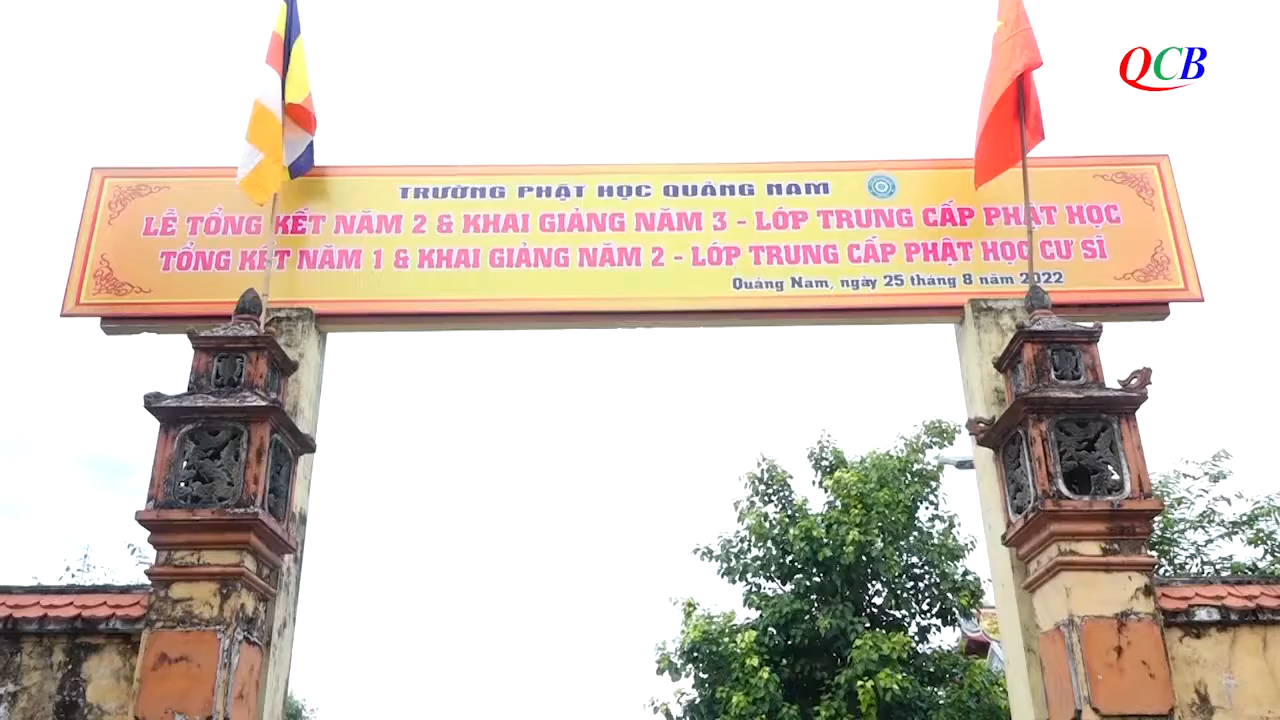 QCB
TRƯỜNG PHẬT HỌC QUẢNG NAM
LỄ TỔNG KẾT NĂM 2 & KHAI GIẢNG NĂM 3 - LỚP TRUNG CẤP PHẬT HỌC
TỔNG KẾT NĂM 1 & KHAI GIẢNG NĂM 2 - LỚP TRUNG CẤP PHẬT HỌC CƯ SĨ
Quảng Nam, ngày 25 tháng 8 năm 2022